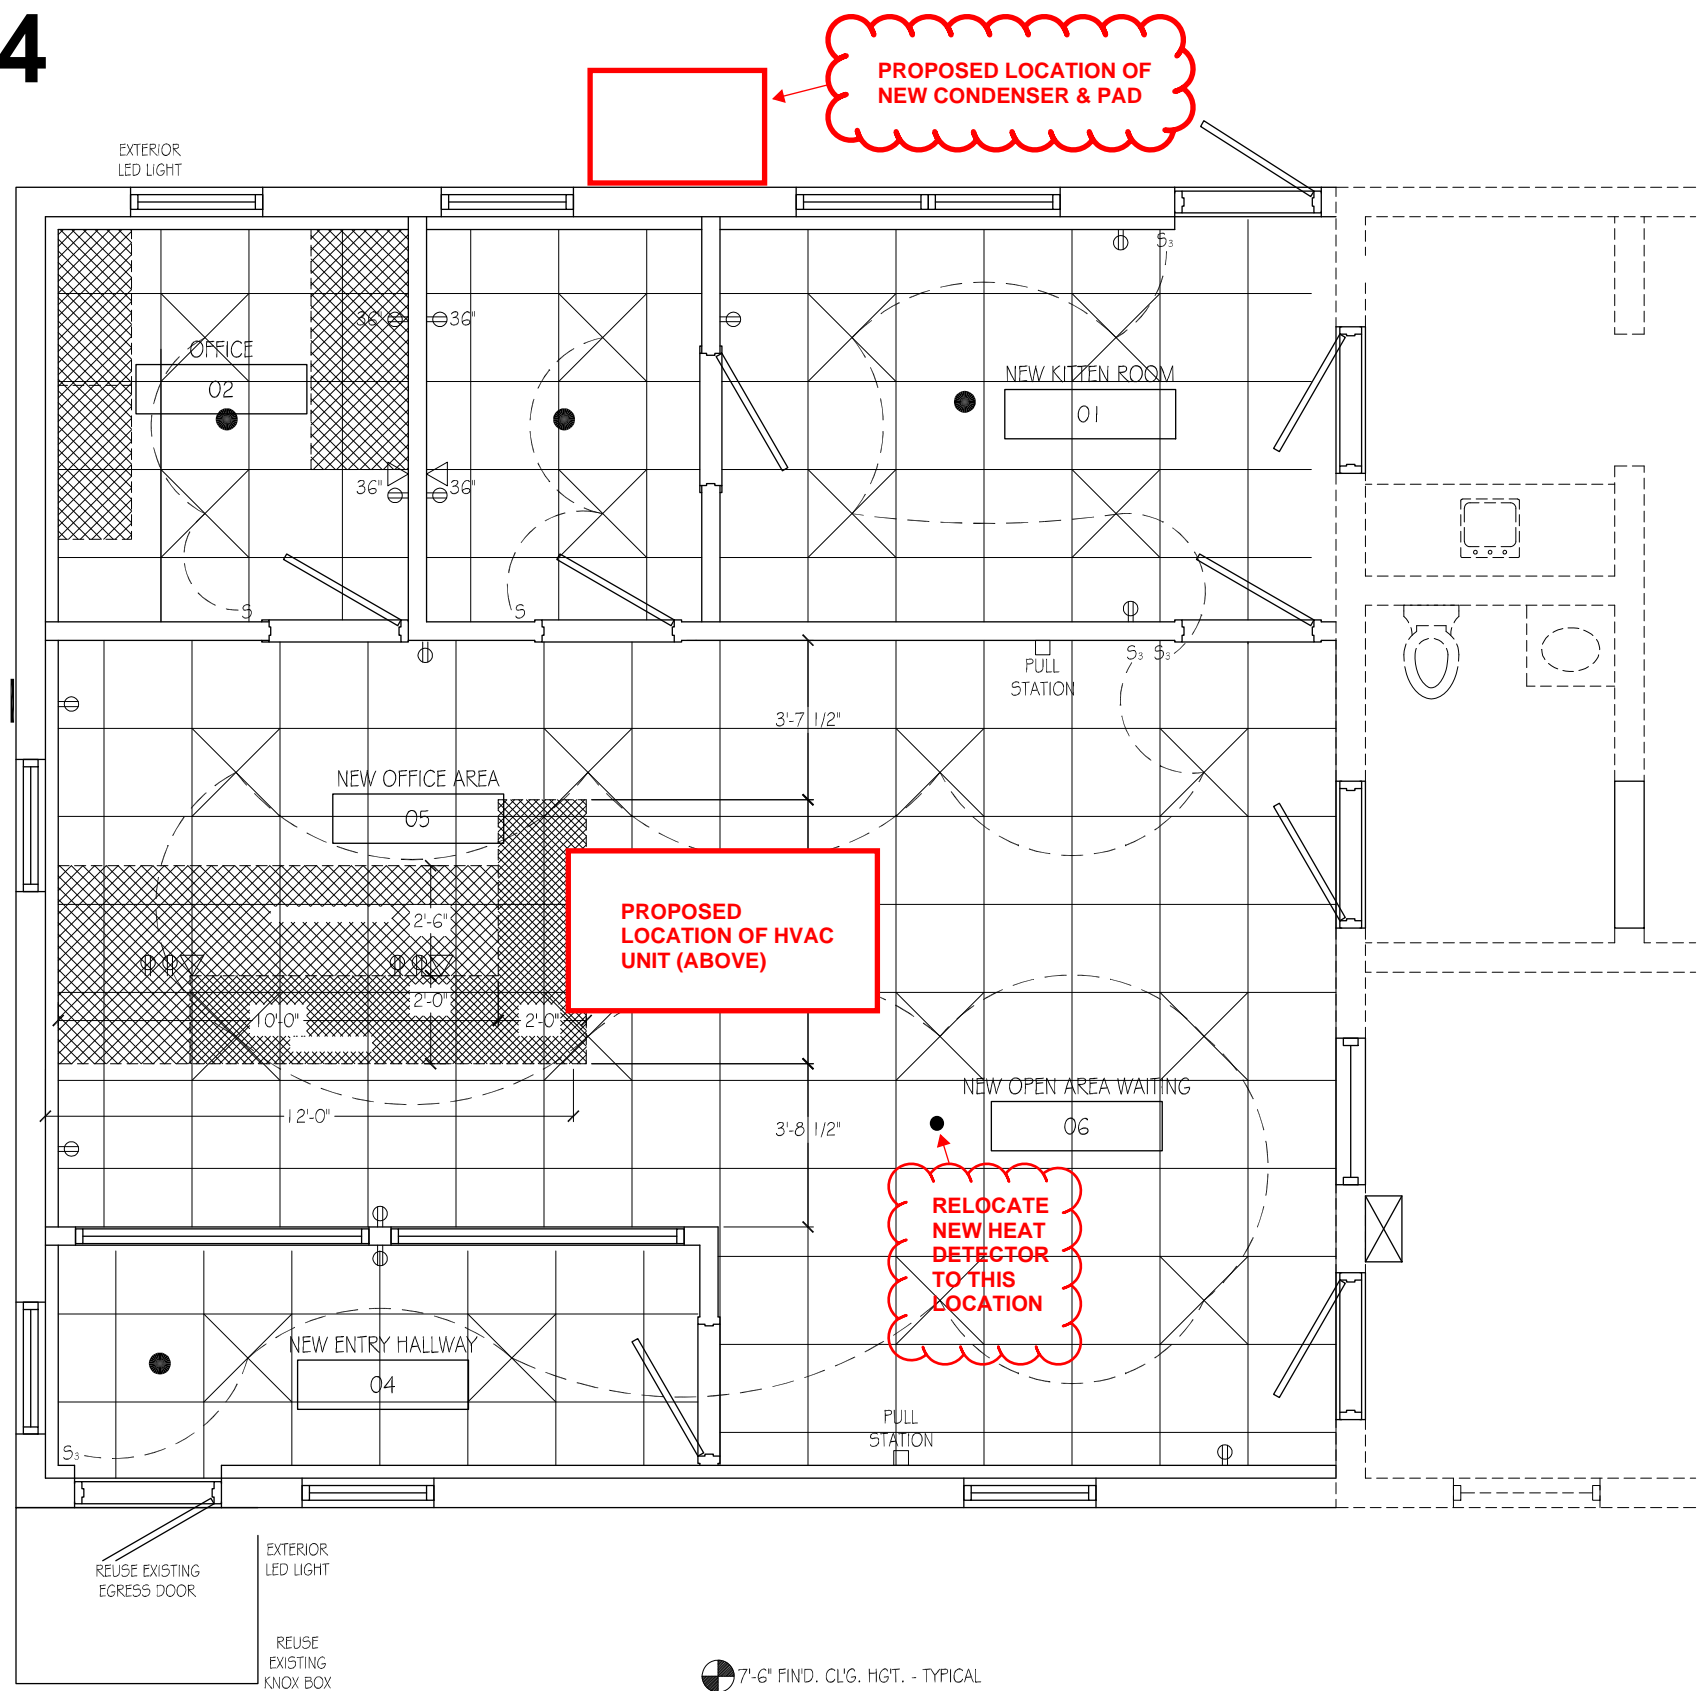 4
PROPOSED LOCATION OF
NEW CONDENSER & PAD
EXTERIOR
LED LIGHT
S3
36"
36"
OFFICE
02
NEW KITTEN ROOM
01
36"
36"
S
S
PULL
STATION
S3 S3
3'-7 1/2"
NEW OFFICE AREA
05
2'-6"
PROPOSED
LOCATION OF HVAC
UNIT (ABOVE)
2'-0"
10'-0"
2'-0"
NEW OPEN AREA WAITING
06
12'-0"
3'-8 1/2"
RELOCATE
NEW HEAT
DETECTOR
TO THIS
LOCATION
NEW ENTRY HALLWAY
04
PULL
STATION
S3
EXTERIOR
LED LIGHT
REUSE EXISTING
EGRESS DOOR
REUSE
EXISTING
KNOX BOX
7'-6" FIN'D. CL'G. HG'T. - TYPICAL